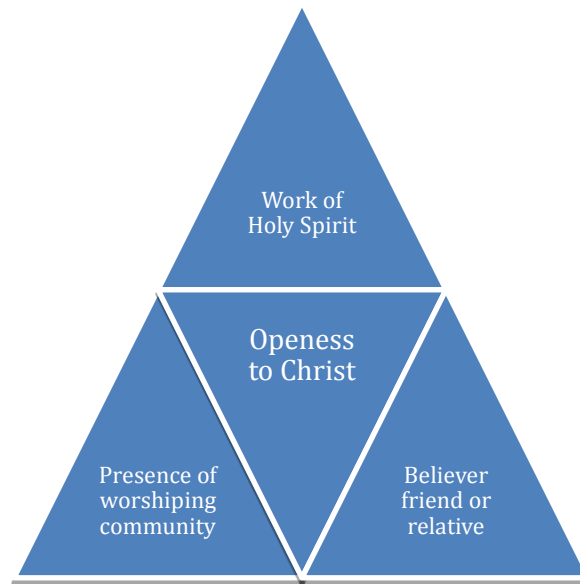 Work of
Holy Spirit
Openess
to Christ
Presence of
worshiping
community
Believer
friend or
relative